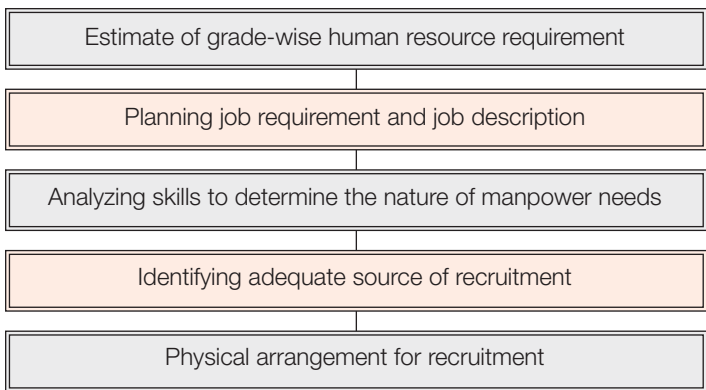 Estimate of grade-wise human resource requirement
Planning job requirement and job description
Analyzing skills to determine the nature of manpower needs
Identifying adequate source of recruitment
Physical arrangement for recruitment